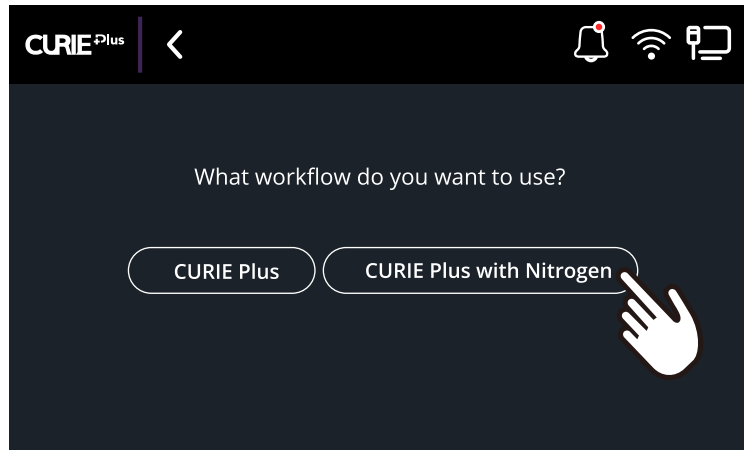 CURIE Plus
What workflow do you want to use?
CURIE Plus CURIE Plus with Nitrogen